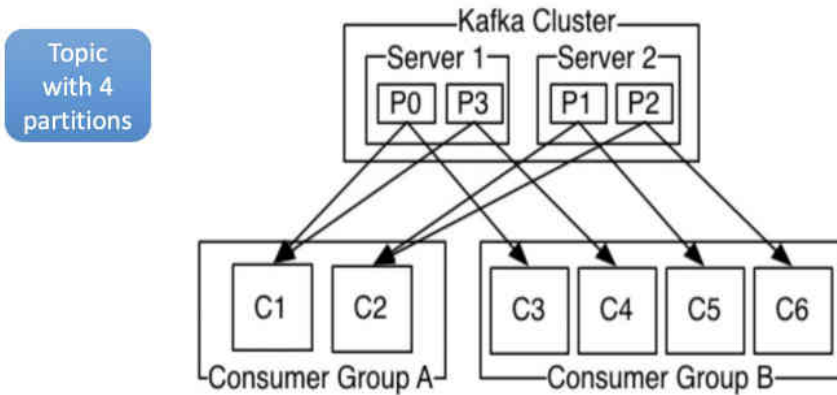 Topic
with 4
partitions
Kafka Cluster
Server 1
Server 2
P0
P3
P1
P2
C1
C2
C3
C4
C5
C6
Consumer Group A
Consumer Group B